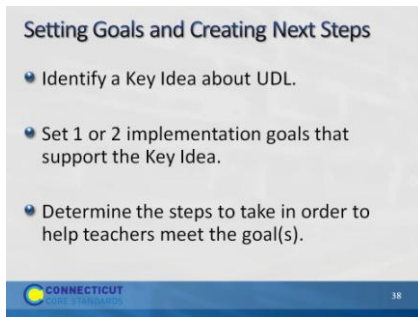 Setting Goals and Creating Next Steps
Identify a Key Idea about UDL.
Set 1 or 2 implementation goals that
support the Key Idea.
Determine the steps to take in order to
help teachers meet the goal(s).
CONNECTICUT
CORE STANDARDS
38